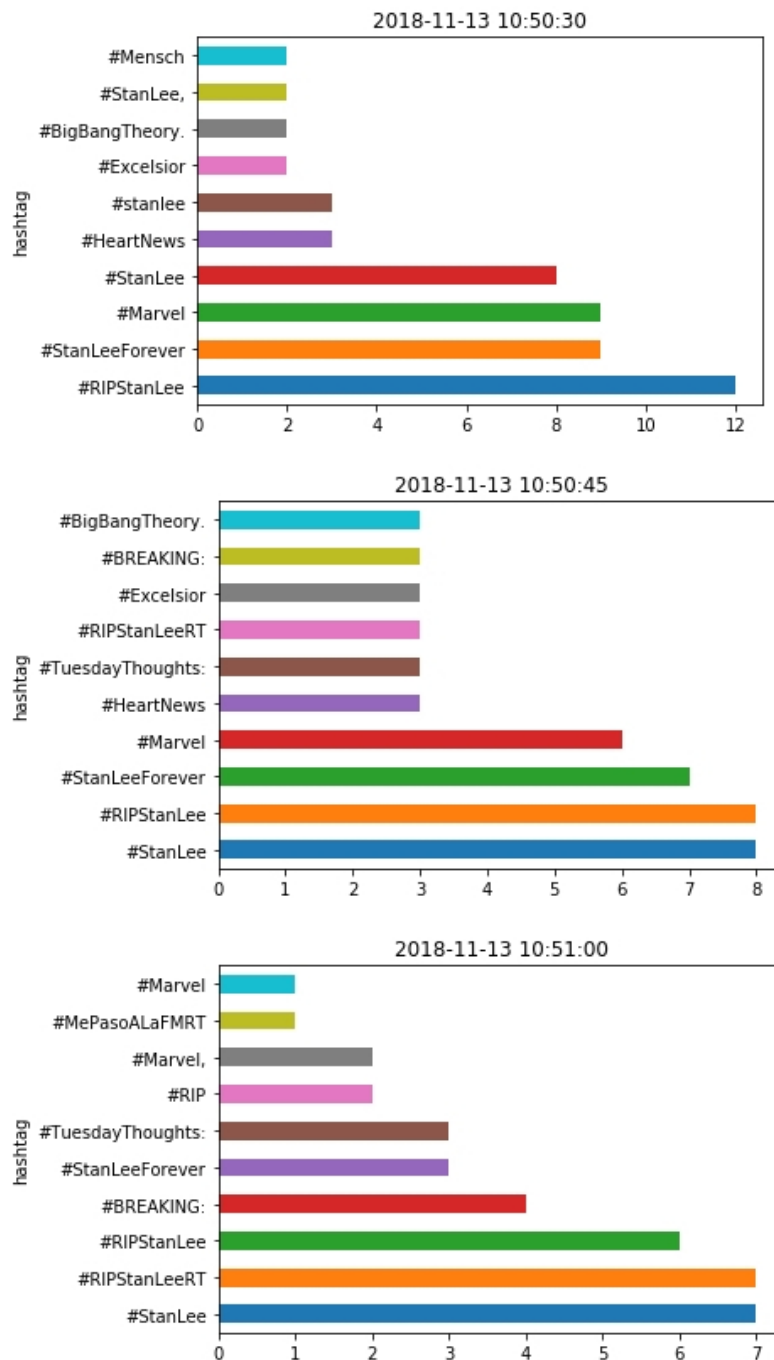 2018-11-13 10:50:30
#Mensch
#StanLee,
#BigBangTheory.
#Excelsior
#stanlee
#HeartNews
#StanLee
#Marvel
#StanLeeForever
#RIPStanLee
hashtag
0 2 4 6 8 10 12
2018-11-13 10:50:45
#BigBangTheory.
#BREAKING:
#Excelsior
#RIPStanLeeRT
#TuesdayThoughts:
#HeartNews
#Marvel
#StanLeeForever
#RIPStanLee
#StanLee
hashtag
0 1 2 3 4 5 6 7 8
2018-11-13 10:51:00
#Marvel
#MePasoALaFMRT
#Marvel,
#RIP
#TuesdayThoughts:
#StanLeeForever
#BREAKING:
#RIPStanLee
#RIPStanLeeRT
#StanLee
hashtag
0 1 2 3 4 5 6 7